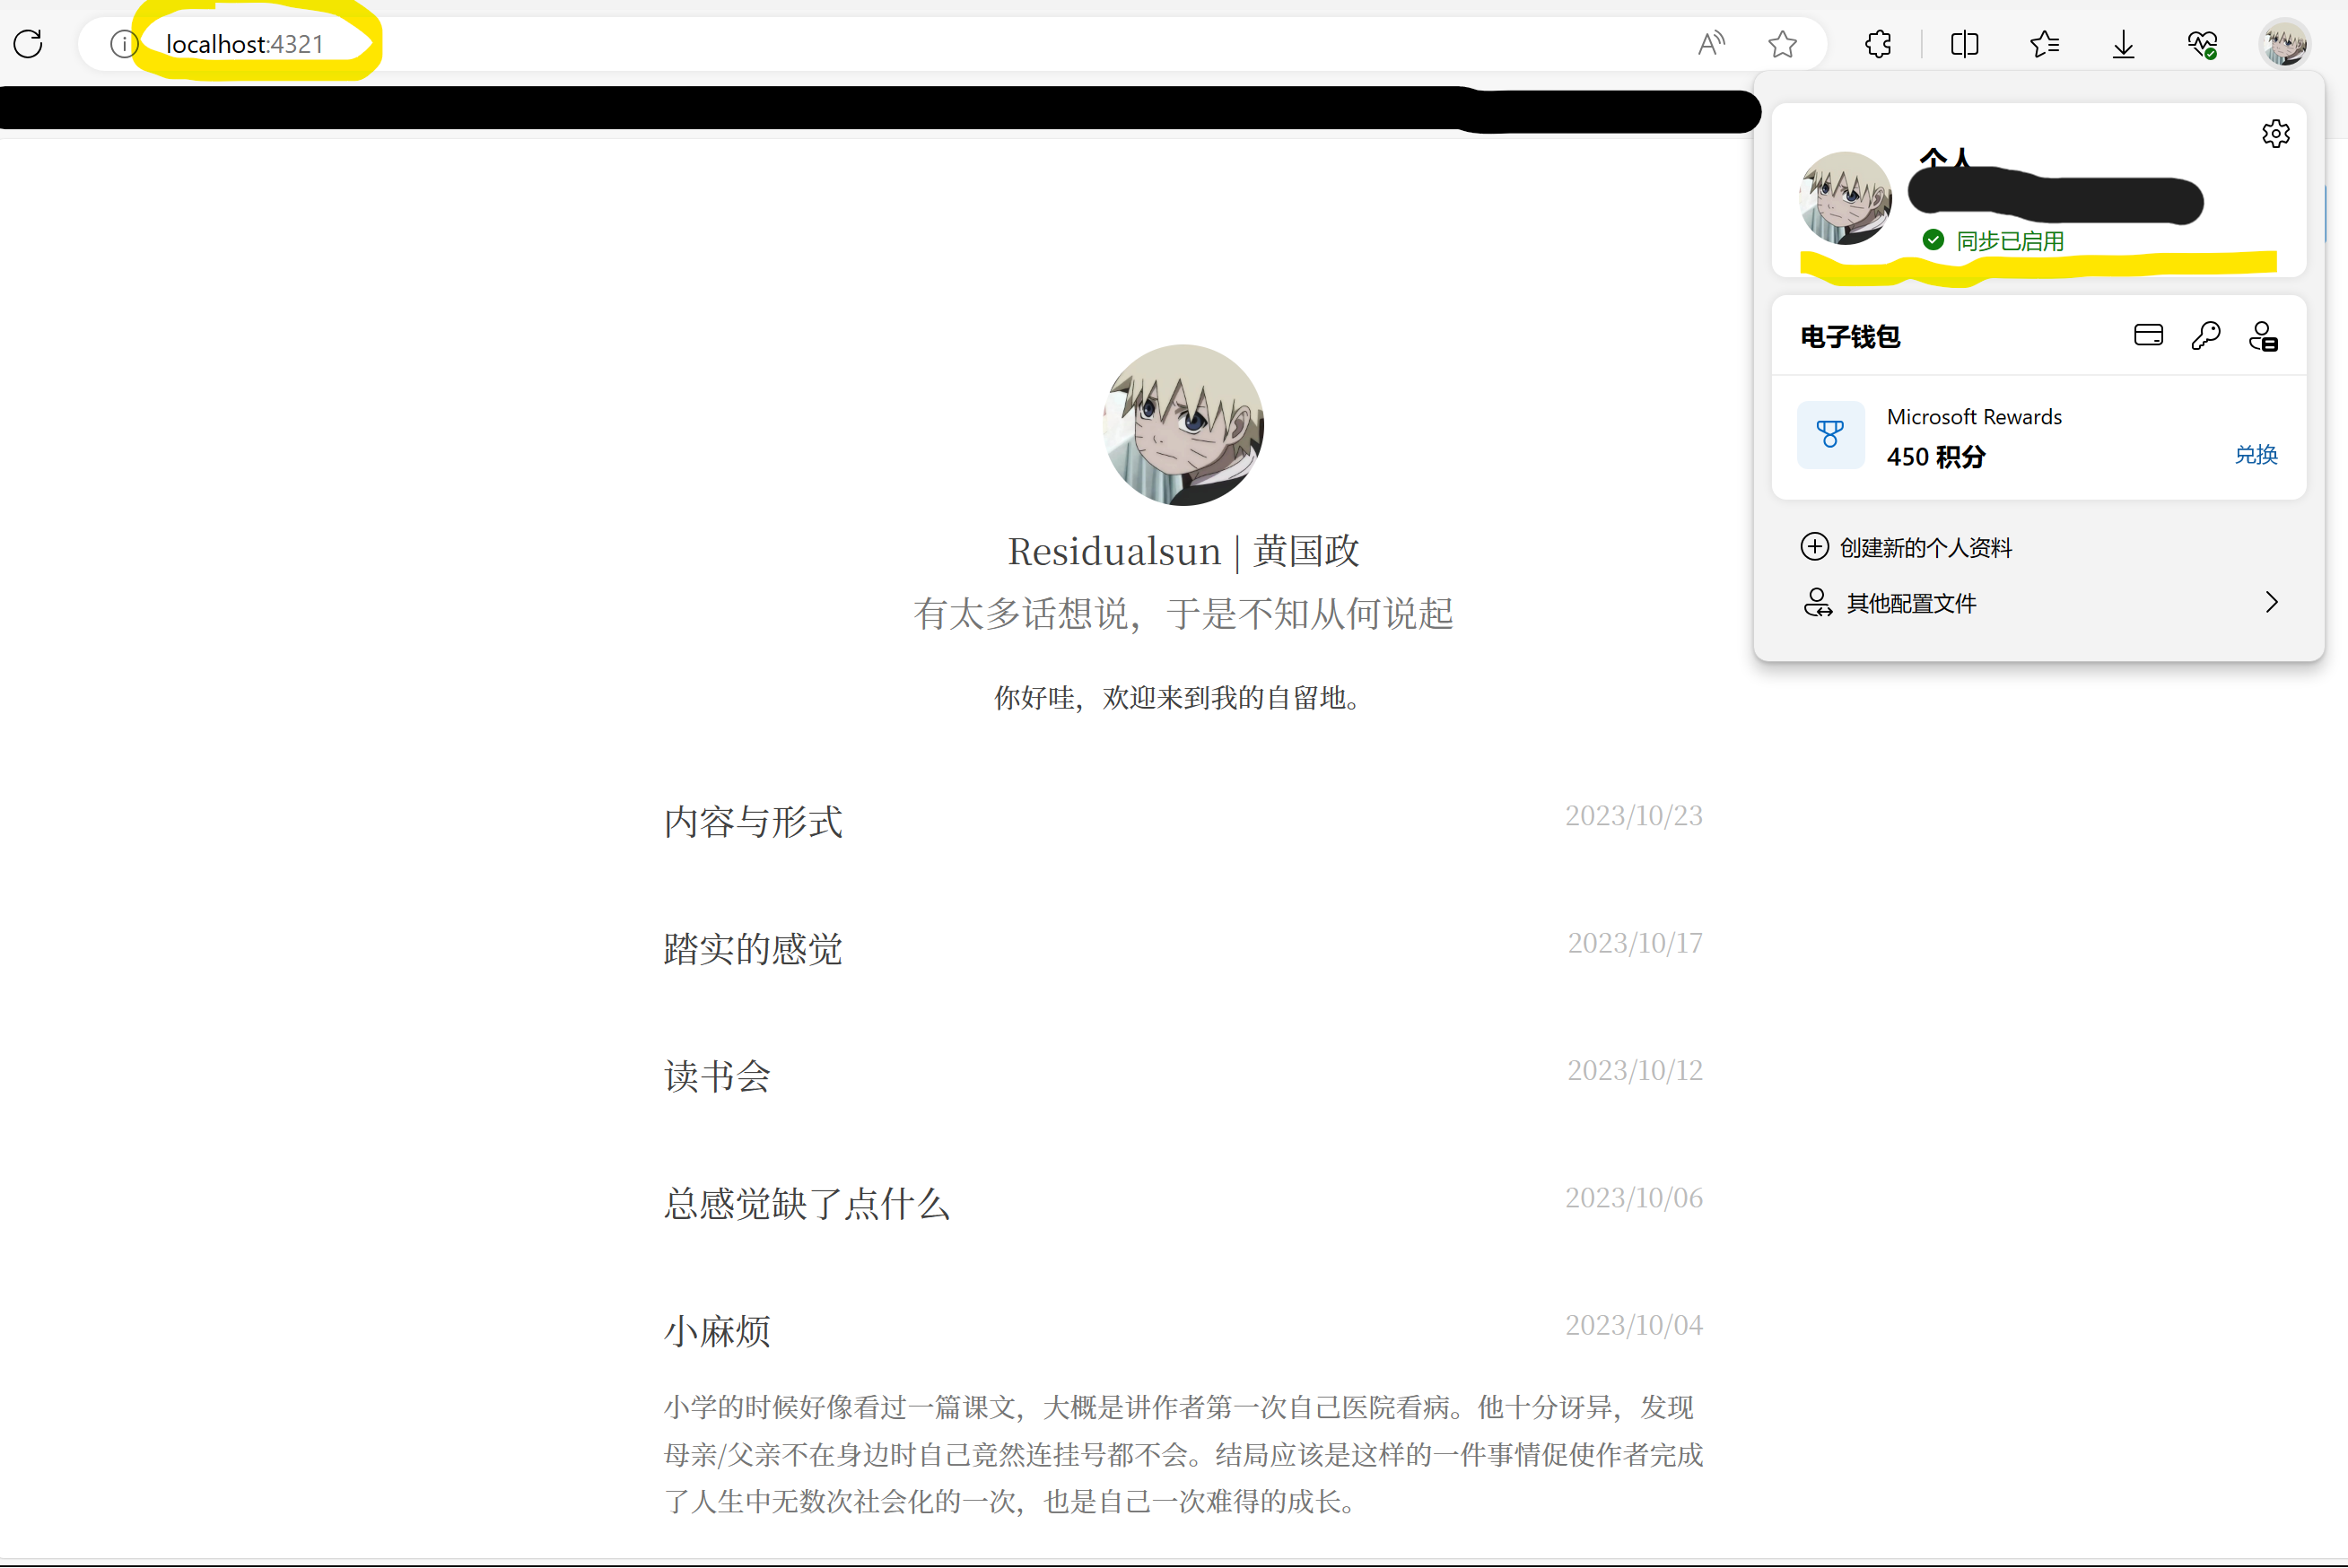 localhost:4321
个人
同步已启用
电子钱包
Microsoft Rewards
450 积分
兑换
创建新的个人资料
其他配置文件
Residualsun | 黄国政
有太多话想说，于是不知从何说起
你好哇，欢迎来到我的自留地。
内容与形式 2023/10/23
踏实的感觉 2023/10/17
读书会 2023/10/12
总感觉缺了点什么 2023/10/06
小麻烦 2023/10/04
小学的时候好像看过一篇课文，大概是讲作者第一次自己医院看病。他十分讶异，发现
母亲/父亲不在身边时自己竟然连挂号都不会。结局应该是这样的一件事情促使作者完成
了人生中无数次社会化的一次，也是自己一次难得的成长。